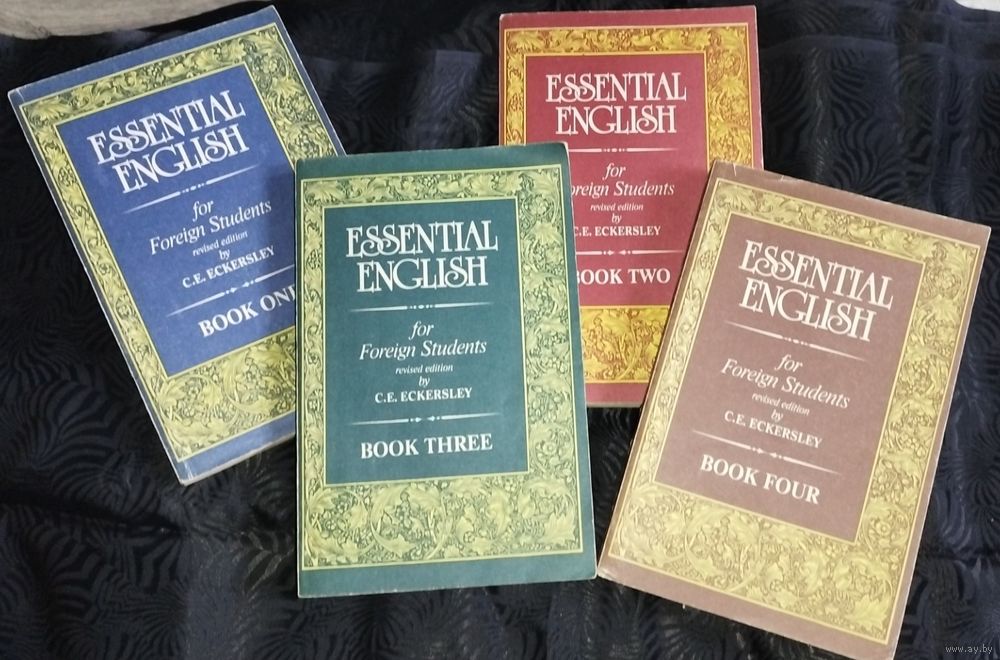 ESSENTIAL
ENGLISH
for
Foreign Students
revised edition
by
C.E. ECKERSLEY
BOOK ONE
ESSENTIAL
ENGLISH
for
oreign Students
revised edition
by
C.E. ECKERSLEY
BOOK TWO
ESSENTIAL
ENGLISH
for
Foreign Students
revised edition
by
C.E. ECKERSLEY
BOOK THREE
ESSENTIAL
ENGLISH
for
Foreign Students
revised edition
by
C.E. ECKERSLEY
BOOK FOUR
www.ay.by